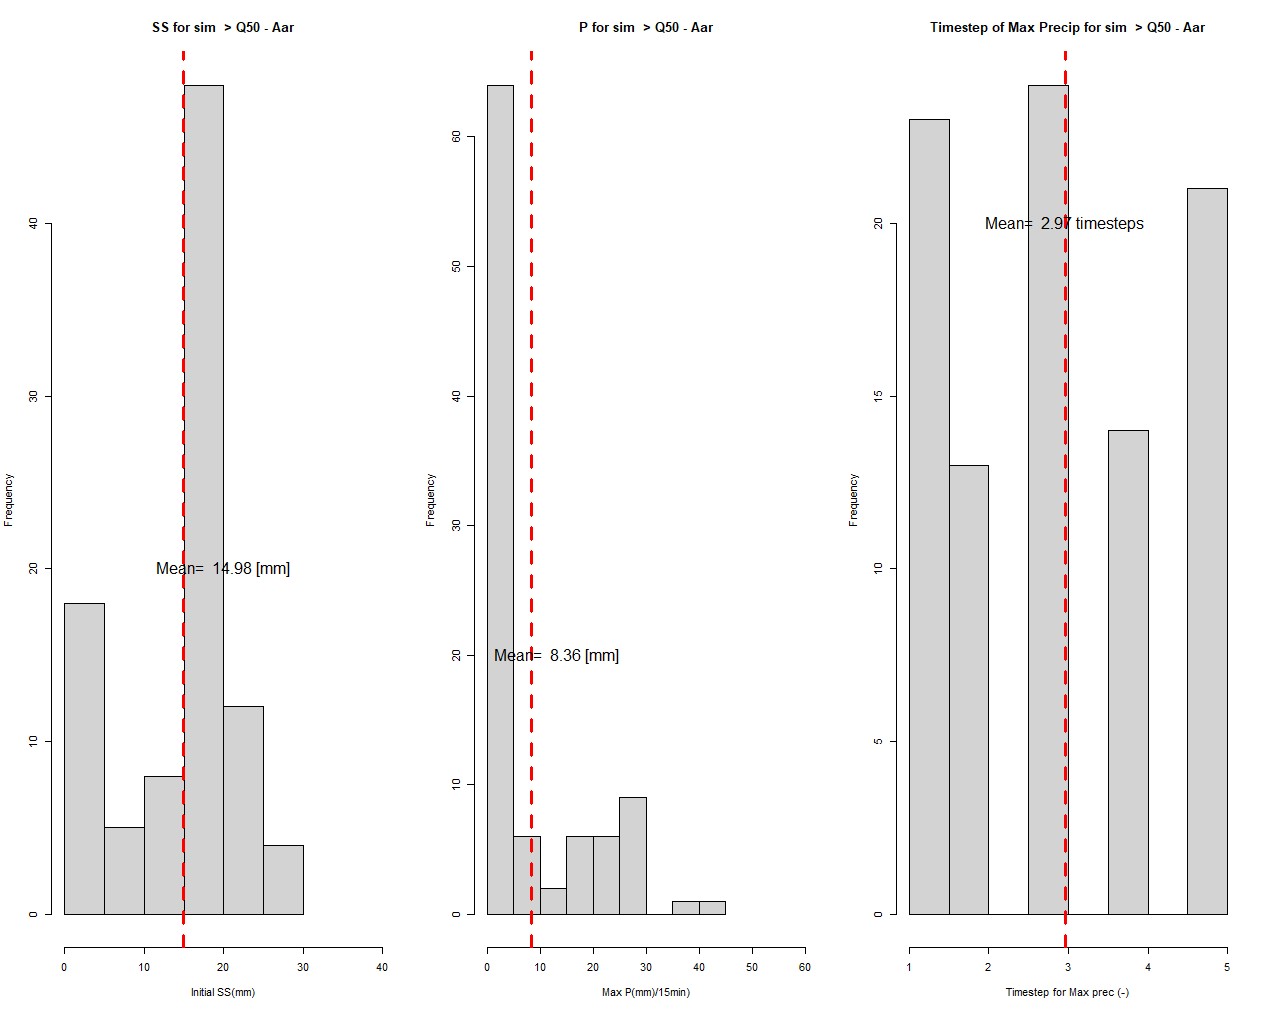 SS for sim  > Q50 - Aar
40
30
20
10
0
Frequency
Mean=  14.98 [mm]
0 10 20 30 40
Initial SS(mm)
P for sim  > Q50 - Aar
60
50
40
30
20
10
0
Frequency
Mean=  8.36 [mm]
0 10 20 30 40 50 60
Max P(mm)/15min)
Timestep of Max Precip for sim  > Q50 - Aar
20
15
10
5
0
Frequency
Mean=  2.97 timesteps
1 2 3 4 5
Timestep for Max prec (-)